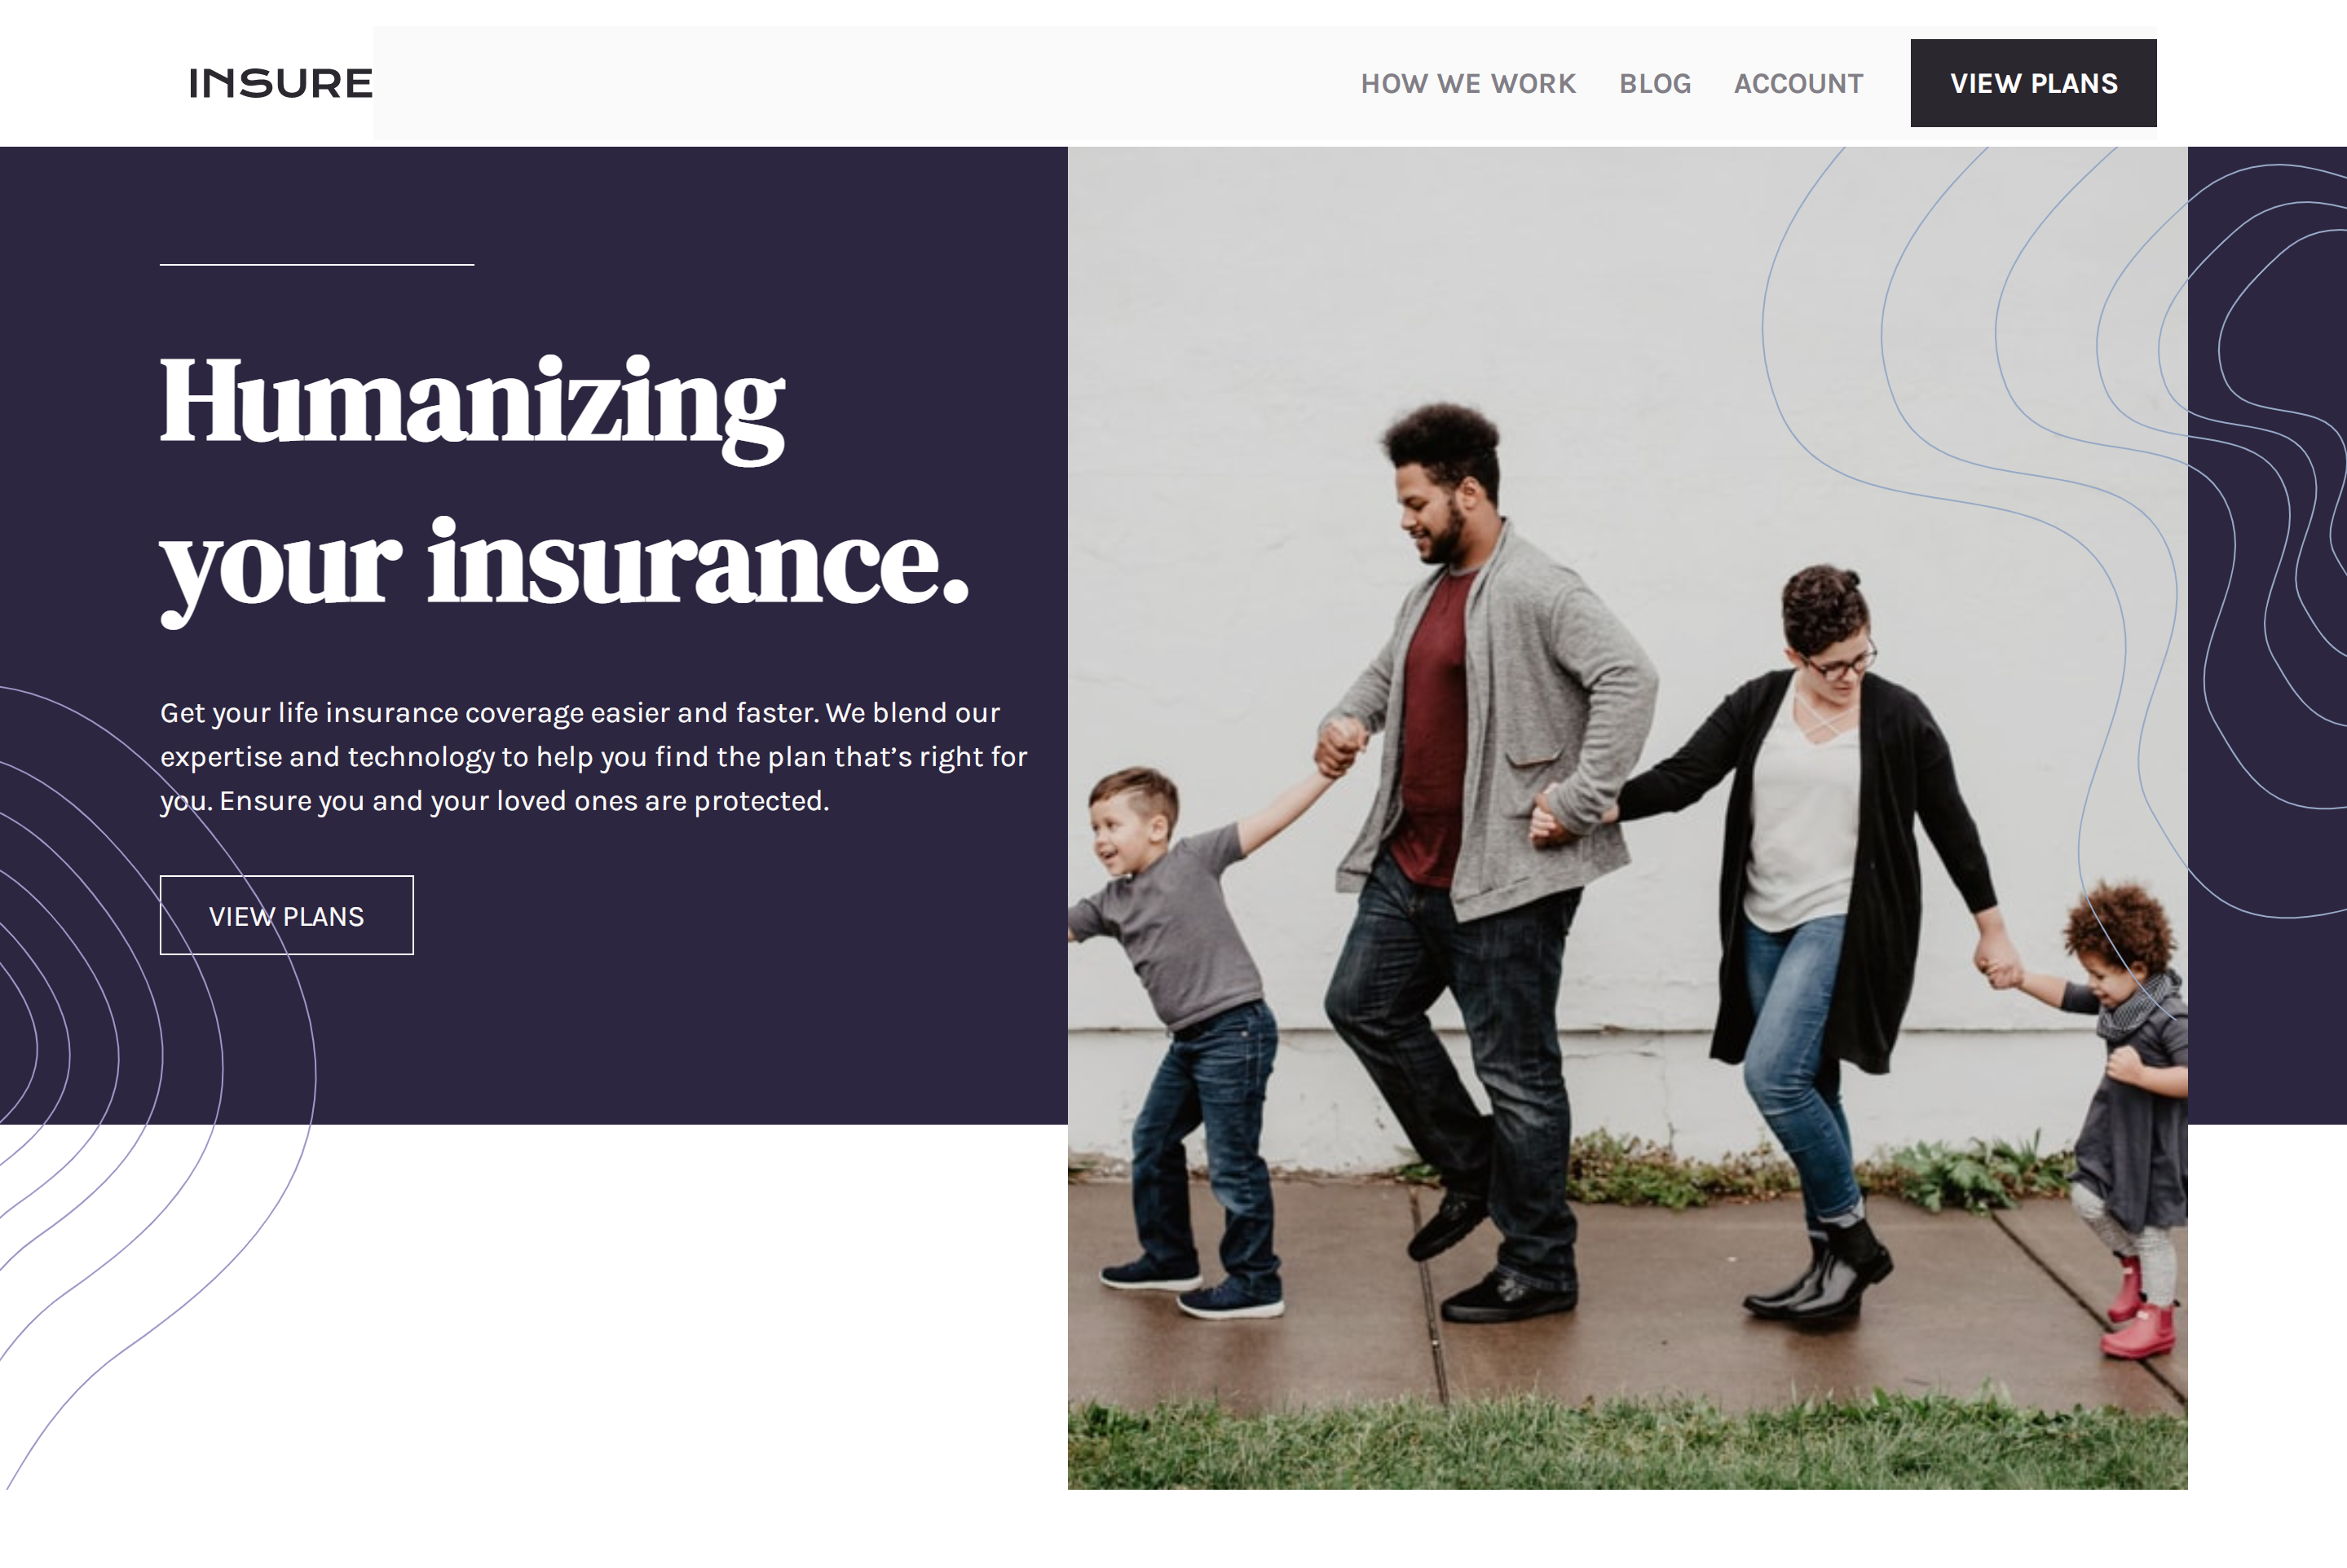 INSURE
HOW WE WORK BLOG ACCOUNT VIEW PLANS
Humanizing
your insurance.
Get your life insurance coverage easier and faster. We blend our
expertise and technology to help you find the plan that’s right for
you. Ensure you and your loved ones are protected.
VIEW PLANS